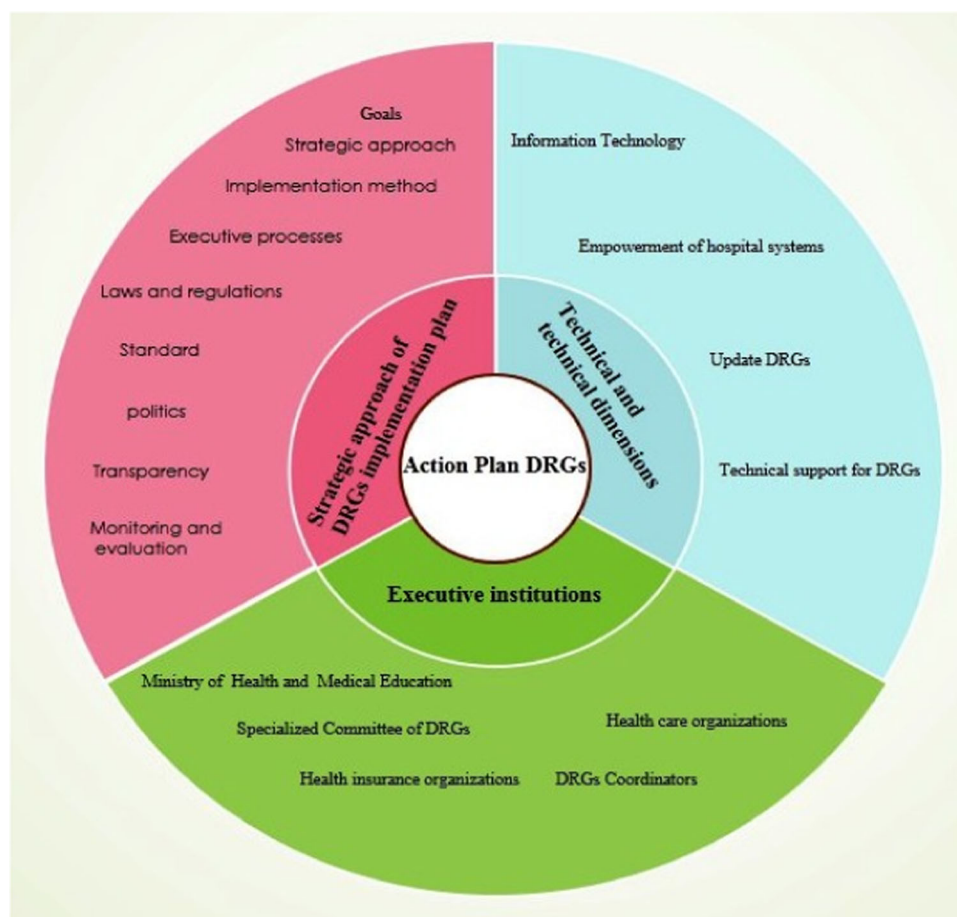 Goals
Strategic approach
Implementation method
Executive processes
Laws and regulations
Standard
politics
Transparency
Monitoring and
evaluation
Strategic approach of
DRGs implementation plan
Information Technology
Empowerment of hospital systems
Update DRGs
Technical support for DRGs
Technical and
technical dimensions
Action Plan DRGs
Executive institutions
Ministry of Health and Medical Education
Specialized Committee of DRGs
Health care organizations
Health insurance organizations
DRGs Coordinators